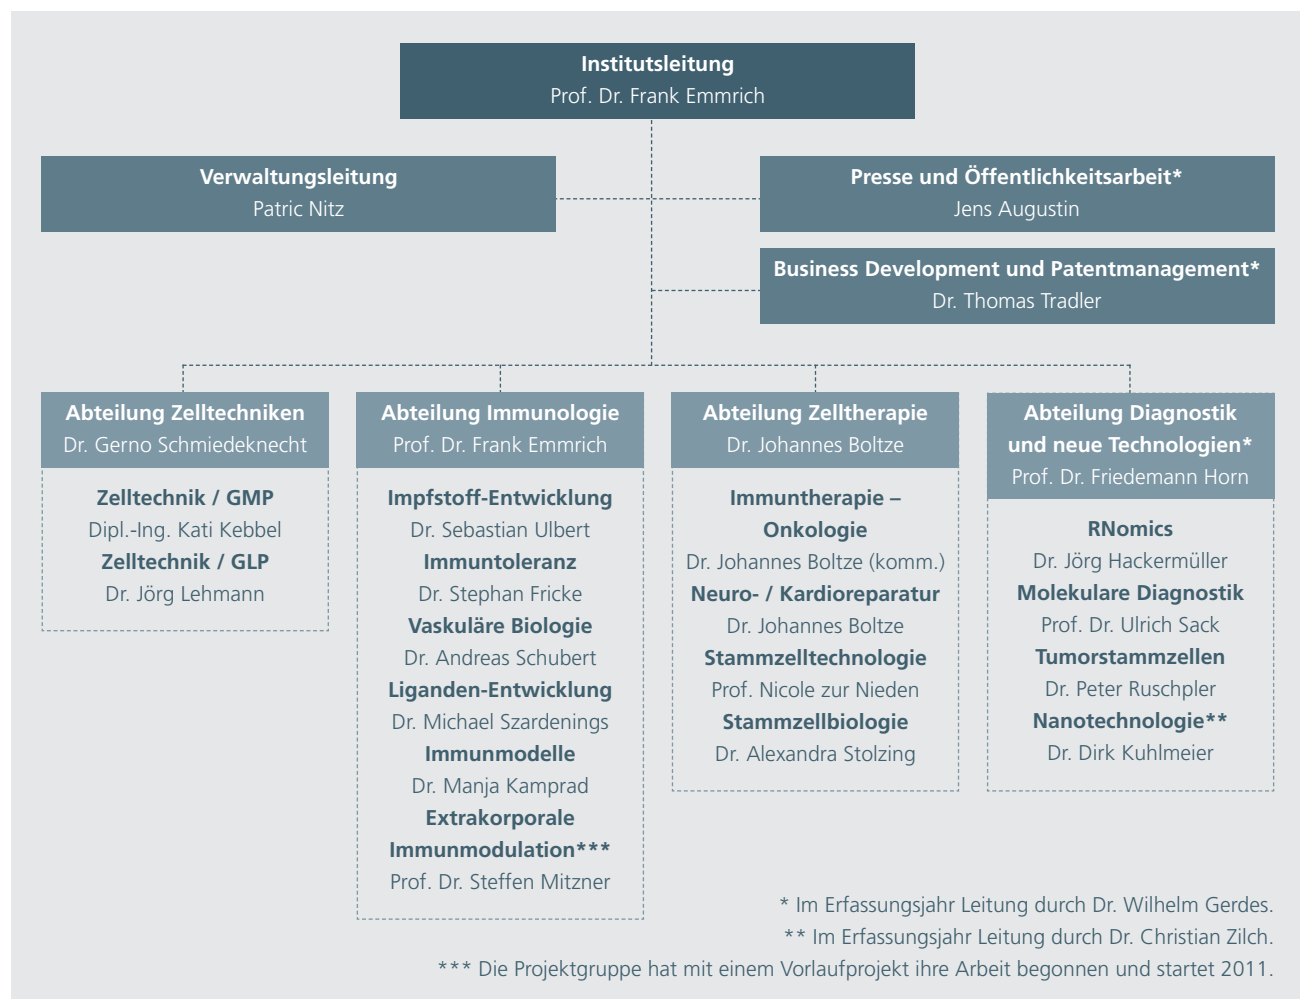 Institutsleitung
Prof. Dr. Frank Emmrich
Verwaltungsleitung
Patric Nitz
Presse und Öffentlichkeitsarbeit*
Jens Augustin
Business Development und Patentmanagement*
Dr. Thomas Tradler
Abteilung Zelltechniken
Dr. Gerno Schmiedeknecht
Zelltechnik / GMP
Dipl.-Ing. Kati Kebbel
Zelltechnik / GLP
Dr. Jörg Lehmann
Abteilung Immunologie
Prof. Dr. Frank Emmrich
Impfstoff-Entwicklung
Dr. Sebastian Ulbert
Immuntoleranz
Dr. Stephan Fricke
Vaskuläre Biologie
Dr. Andreas Schubert
Liganden-Entwicklung
Dr. Michael Szardenings
Immunmodelle
Dr. Manja Kamprad
Extrakorporale
Immunmodulation***
Prof. Dr. Steffen Mitzner
Abteilung Zelltherapie
Dr. Johannes Boltze
Immuntherapie –
Onkologie
Dr. Johannes Boltze (komm.)
Neuro- / Kardioreparatur
Dr. Johannes Boltze
Stammzelltechnologie
Prof. Nicole zur Nieden
Stammzellbiologie
Dr. Alexandra Stolzing
Abteilung Diagnostik
und neue Technologien*
Prof. Dr. Friedemann Horn
RNomics
Dr. Jörg Hackermüller
Molekulare Diagnostik
Prof. Dr. Ulrich Sack
Tumorstammzellen
Dr. Peter Ruschpler
Nanotechnologie**
Dr. Dirk Kuhlmeier
* Im Erfassungsjahr Leitung durch Dr. Wilhelm Gerdes.
** Im Erfassungsjahr Leitung durch Dr. Christian Zilch.
*** Die Projektgruppe hat mit einem Vorlaufprojekt ihre Arbeit begonnen und startet 2011.